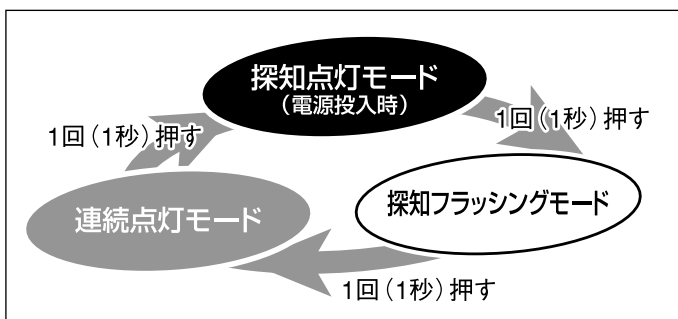 探知点灯モード
（電源投入時）
1回（1秒）押す
1回（1秒）押す
連続点灯モード
探知フラッシングモード
1回（1秒）押す